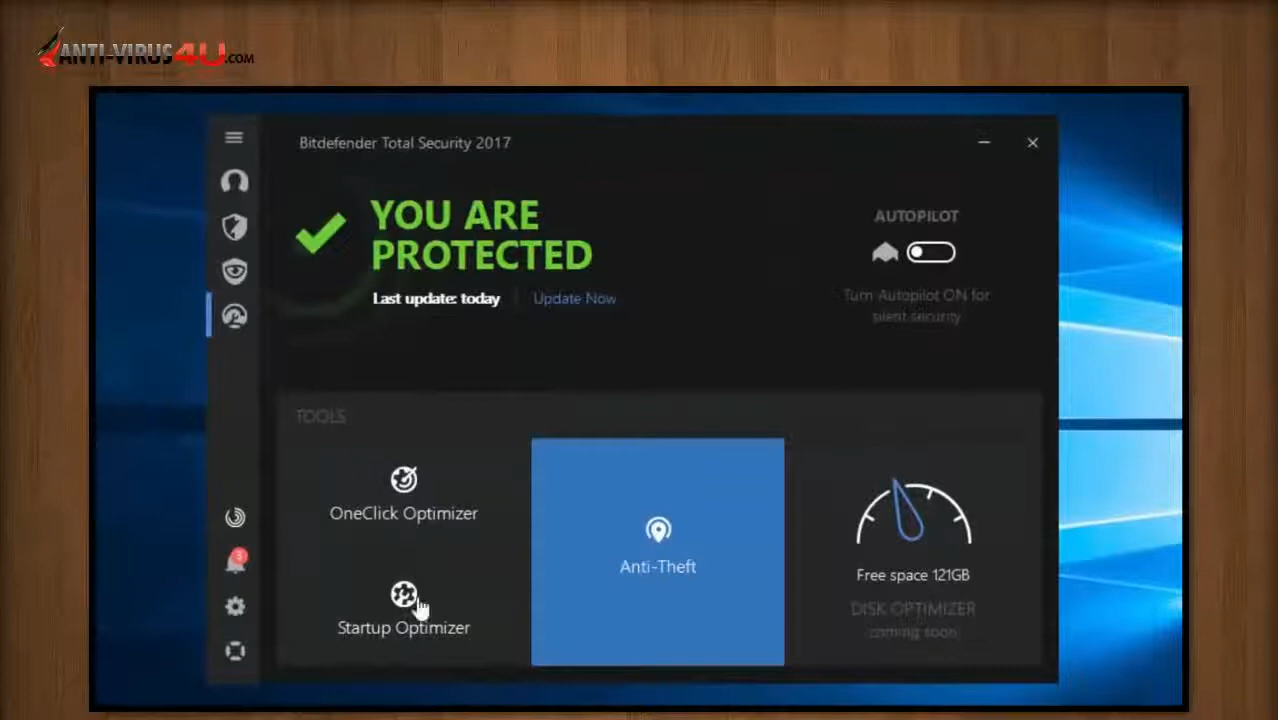 ANTI-VIRUS4U.COM
Bitdefender Total Security 2017
YOU ARE
PROTECTED
Last update: today
Update Now
AUTOPILOT
Turn Autopilot ON for
silent security
TOOLS
OneClick Optimizer
Startup Optimizer
Anti-Theft
Free space 121GB
DISK OPTIMIZER
coming soon
3